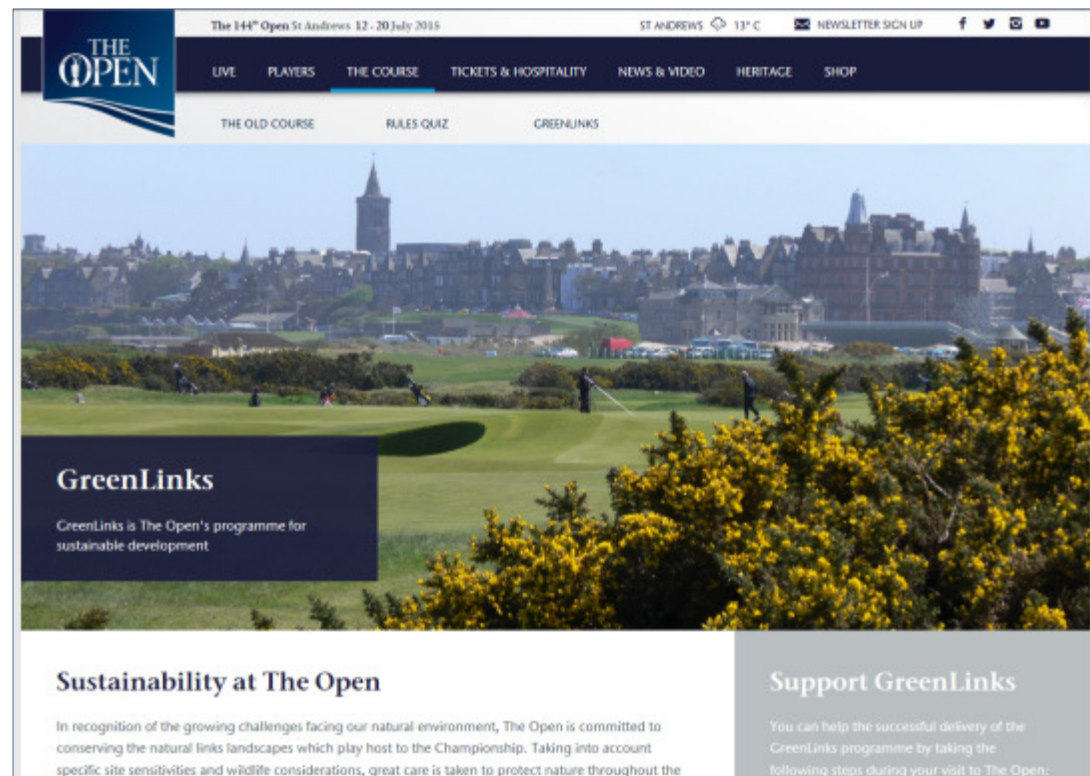 The 144th Open St Andrews 12 - 20 July 2015
ST ANDREWS 13° C
NEWSLETTER SIGN UP
THE
OPEN
LIVE PLAYERS THE COURSE TICKETS & HOSPITALITY NEWS & VIDEO HERITAGE SHOP
THE OLD COURSE RULES QUIZ GREENLINKS
GreenLinks
GreenLinks is The Open's programme for
sustainable development
Sustainability at The Open
In recognition of the growing challenges facing our natural environment, The Open is committed to
conserving the natural links landscapes which play host to the Championship. Taking into account
specific site sensitivities and wildlife considerations, great care is taken to protect nature throughout the
Support GreenLinks
You can help the successful delivery of the
GreenLinks programme by taking the
following steps during your visit to The Open: